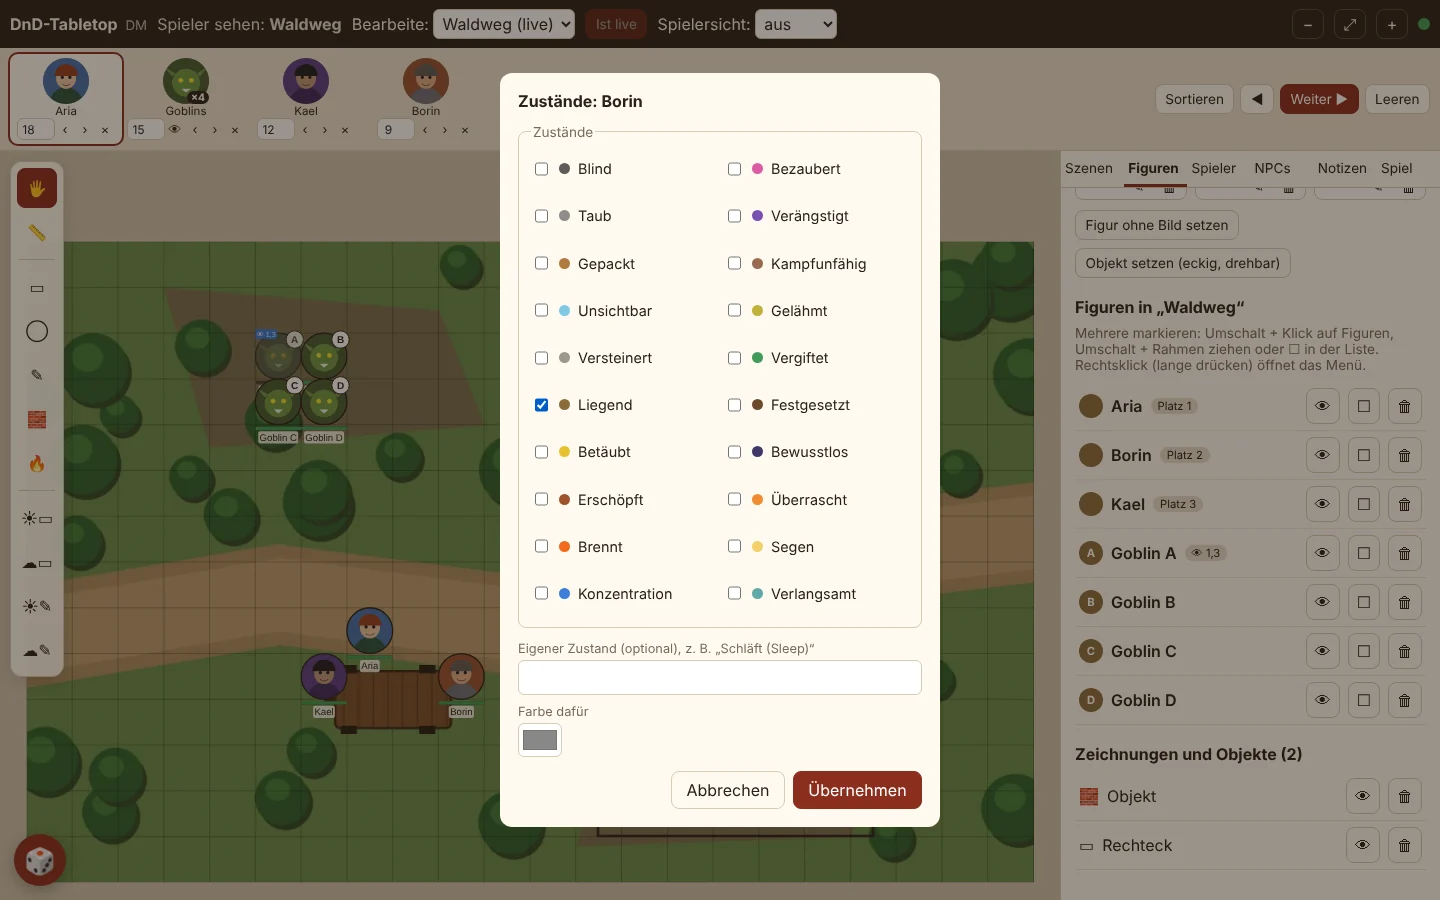 DnD-Tabletop DM Spieler sehen: Waldweg Bearbeite: Waldweg (live) Ist live Spielersicht: aus
Aria
Goblins
Kael
Borin
×4
18
15
12
9
Sortieren
Weiter
Leeren
Szenen Figuren Spieler NPCs Notizen Spiel
Zustände: Borin
Zustände
Blind
Bezaubert
Taub
Verängstigt
Gepackt
Kampfunfähig
Unsichtbar
Gelähmt
Versteinert
Vergiftet
Liegend
Festgesetzt
Betäubt
Bewusstlos
Erschöpft
Überrascht
Brennt
Segen
Konzentration
Verlangsamt
Eigener Zustand (optional), z. B. „Schläft (Sleep)“
Farbe dafür
Abbrechen
Übernehmen
1,3
A
B
C
D
Goblin C
Goblin D
Aria
Kael
Borin
Figur ohne Bild setzen
Objekt setzen (eckig, drehbar)
Figuren in „Waldweg“
Mehrere markieren: Umschalt + Klick auf Figuren,
Umschalt + Rahmen ziehen oder ☐ in der Liste.
Rechtsklick (lange drücken) öffnet das Menü.
Aria Platz 1
Borin Platz 2
Kael Platz 3
A Goblin A 1,3
B Goblin B
C Goblin C
D Goblin D
Zeichnungen und Objekte (2)
Objekt
Rechteck